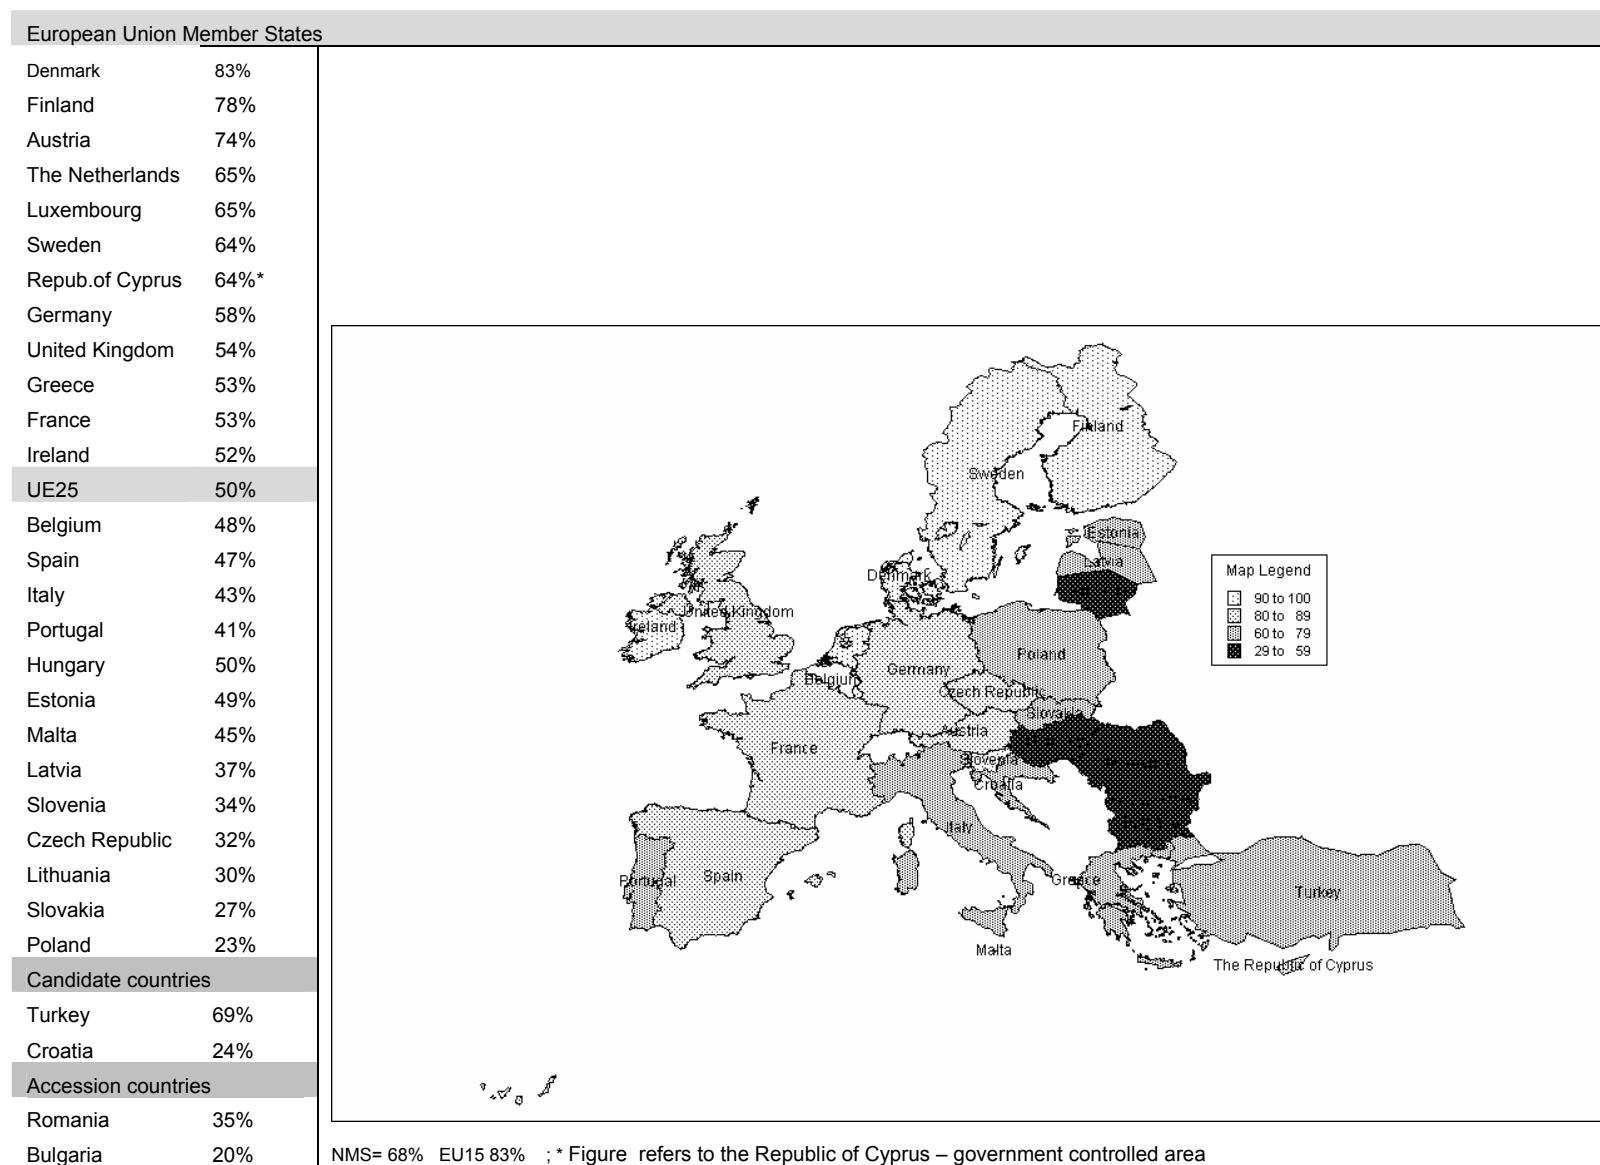 European Union Member States
Denmark 83%
Finland 78%
Austria 74%
The Netherlands 65%
Luxembourg 65%
Sweden 64%
Repub.of Cyprus 64%*
Germany 58%
United Kingdom 54%
Greece 53%
France 53%
Ireland 52%
UE25 50%
Belgium 48%
Spain 47%
Italy 43%
Portugal 41%
Hungary 50%
Estonia 49%
Malta 45%
Latvia 37%
Slovenia 34%
Czech Republic 32%
Lithuania 30%
Slovakia 27%
Poland 23%
Candidate countries
Turkey 69%
Croatia 24%
Accession countries
Romania 35%
Bulgaria 20%
Finland
Sweden
Estonia
Latvia
Denmark
United Kingdom
Ireland
Poland
Germany
Belgium
Czech Republic
Slovakia
Austria
France
Slovenia
Croatia
Italy
Portugal
Spain
Greece
Turkey
Malta
The Republic of Cyprus
Map Legend
90 to 100
80 to 89
60 to 79
29 to 59
NMS= 68% EU15 83% ; * Figure refers to the Republic of Cyprus – government controlled area